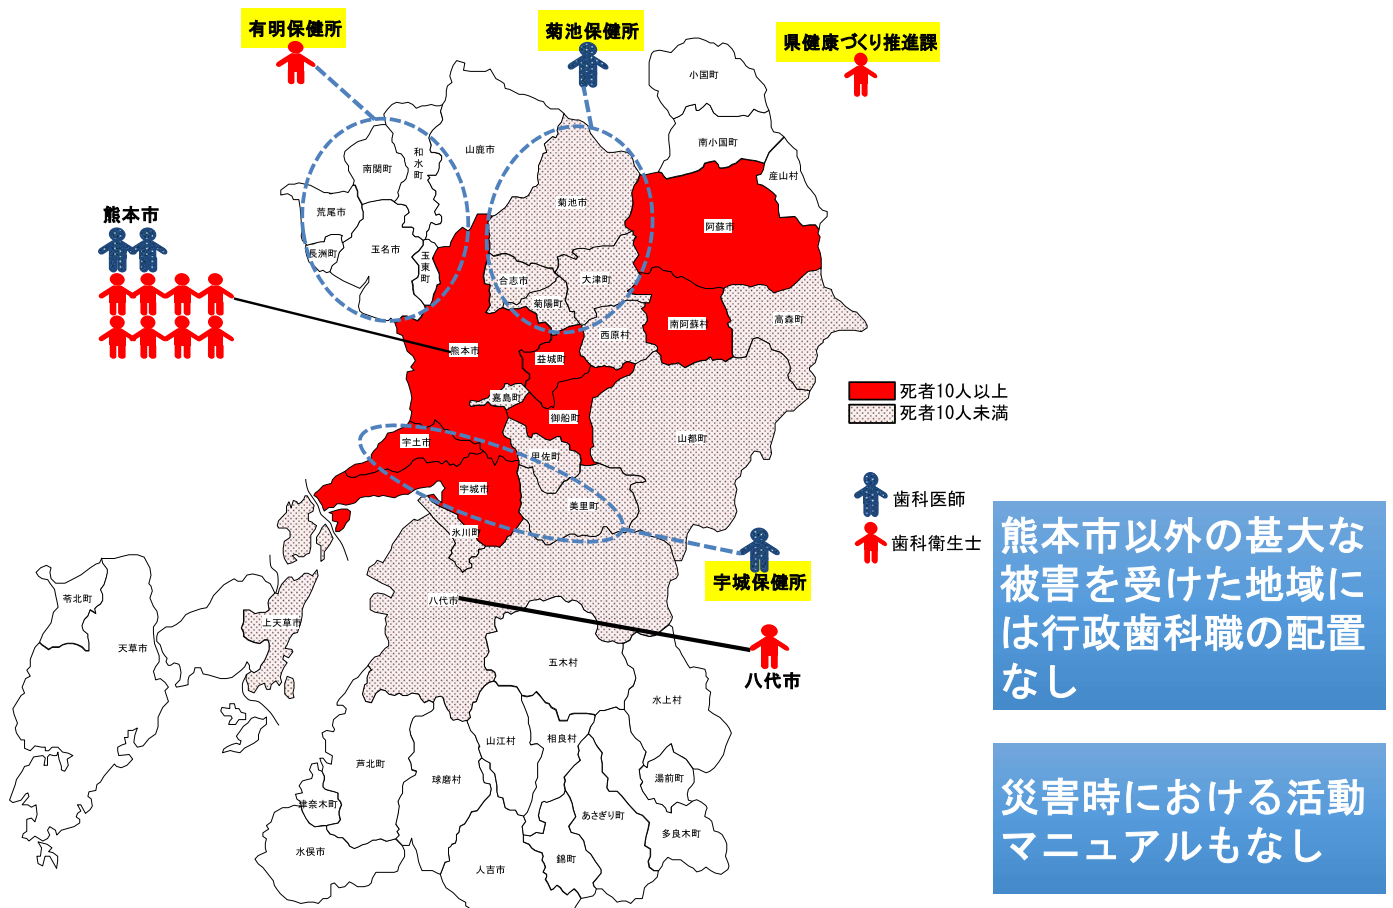 有明保健所
菊池保健所
県健康づくり推進課
小国町
南小国町
産山村
山鹿市
和水町
南関町
荒尾市
長洲町
玉名市
玉東町
菊池市
阿蘇市
熊本市
合志市
大津町
菊陽町
西原村
南阿蘇村
高森町
熊本市
益城町
嘉島町
御船町
山都町
宇土市
甲佐町
宇城市
美里町
氷川町
死者10人以上
死者10人未満
歯科医師
歯科衛生士
宇城保健所
八代市
八代市
苓北町
天草市
上天草市
五木村
水上村
山江村
相良村
芦北町
球磨村
湯前町
津奈木町
あさぎり町
多良木町
水俣市
人吉市
錦町
熊本市以外の甚大な
被害を受けた地域に
は行政歯科職の配置
なし
災害時における活動
マニュアルもなし